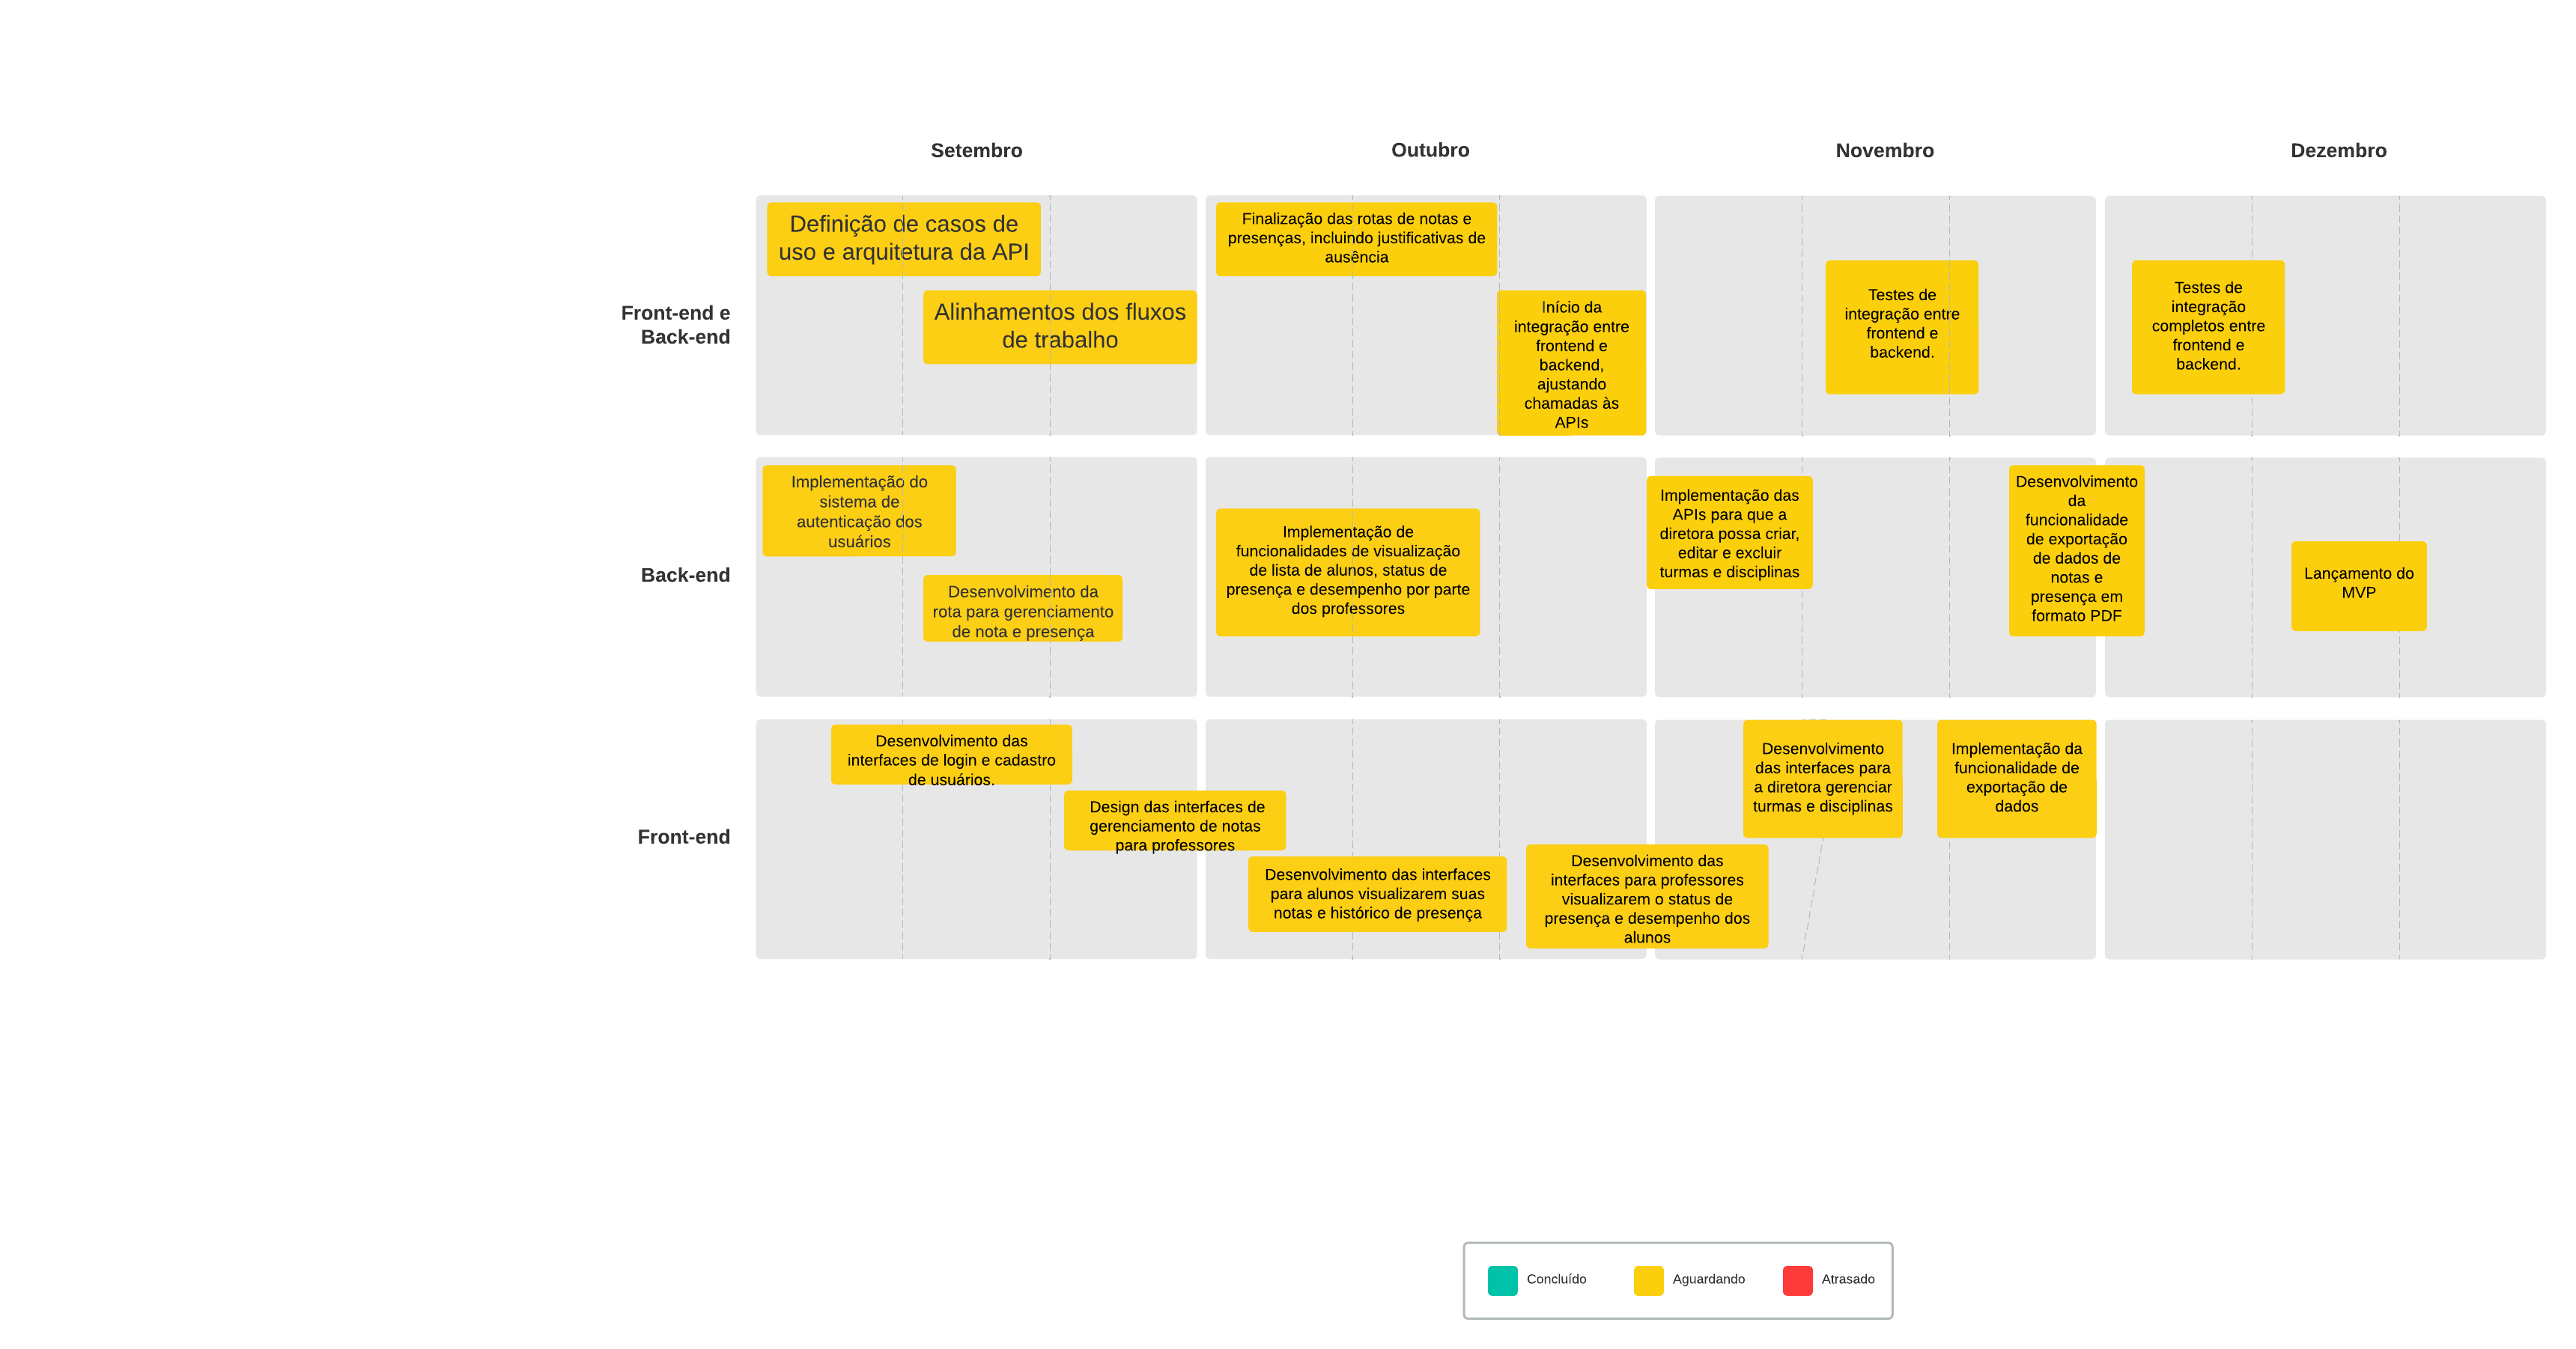 Setembro
Outubro
Novembro
Dezembro
Front-end e
Back-end
Definição de casos de
uso e arquitetura da API
Alinhamentos dos fluxos
de trabalho
Finalização das rotas de notas e
presenças, incluindo justificativas de
ausência
Início da
integração entre
frontend e
backend,
ajustando
chamadas às
APIs
Testes de
integração entre
frontend e
backend.
Testes de
integração
completos entre
frontend e
backend.
Back-end
Implementação do
sistema de
autenticação dos
usuários
Desenvolvimento da
rota para gerenciamento
de nota e presença
Implementação de
funcionalidades de visualização
de lista de alunos, status de
presença e desempenho por parte
dos professores
Implementação das
APIs para que a
diretora possa criar,
editar e excluir
turmas e disciplinas
Desenvolvimento
da
funcionalidade
de exportação
de dados de
notas e
presença em
formato PDF
Lançamento do
MVP
Front-end
Desenvolvimento das
interfaces de login e cadastro
de usuários.
Design das interfaces de
gerenciamento de notas
para professores
Desenvolvimento das interfaces
para alunos visualizarem suas
notas e histórico de presença
Desenvolvimento das
interfaces para professores
visualizarem o status de
presença e desempenho dos
alunos
Desenvolvimento
das interfaces para
a diretora gerenciar
turmas e disciplinas
Implementação da
funcionalidade de
exportação de
dados
Concluído
Aguardando
Atrasado